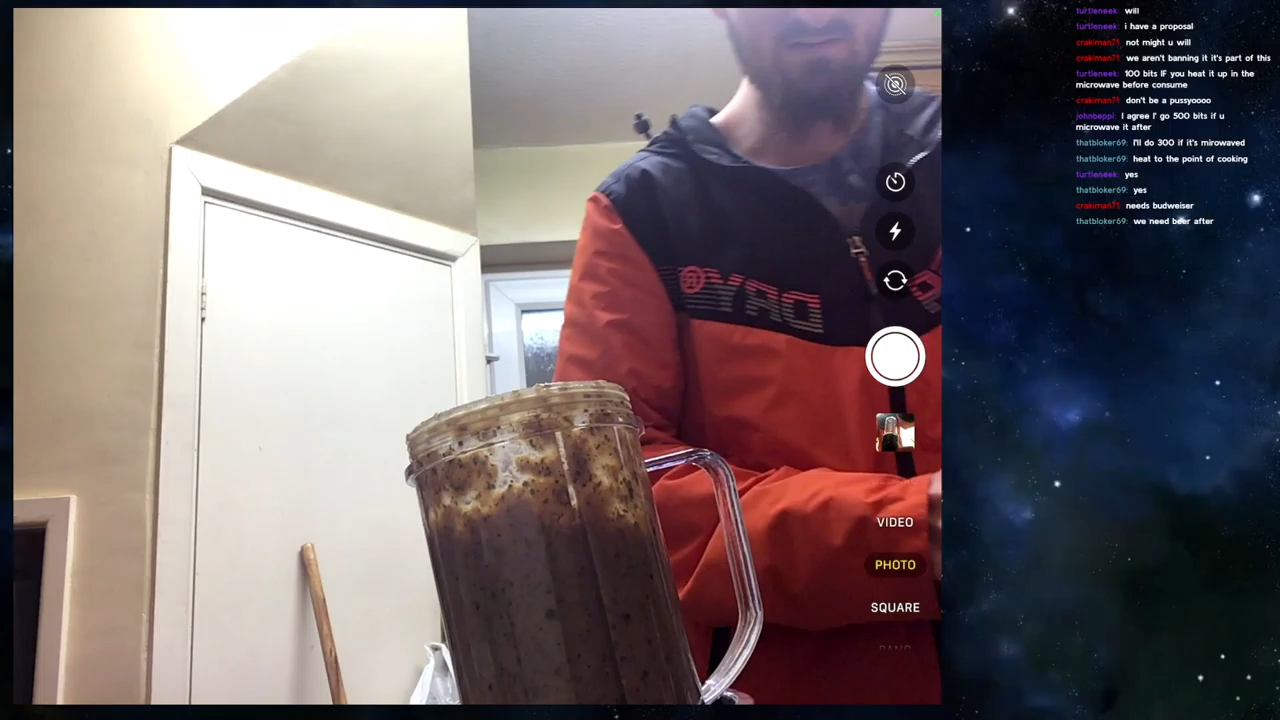 turtleneek: will
turtleneek: i have a proposal
crakiman71: not might u will
crakiman71: we aren't banning it it's part of this
turtleneek: 100 bits IF you heat it up in the
microwave before consume
crakiman71: don't be a pussyoooo
johnbeppi: I agree I' go 500 bits if u
microwave it after
thatbloker69: I'll do 300 if it's mirowaved
thatbloker69: heat to the point of cooking
turtleneek: yes
thatbloker69: yes
crakiman71: needs budweiser
thatbloker69: we need beer after
VIDEO
PHOTO
SQUARE
PANO